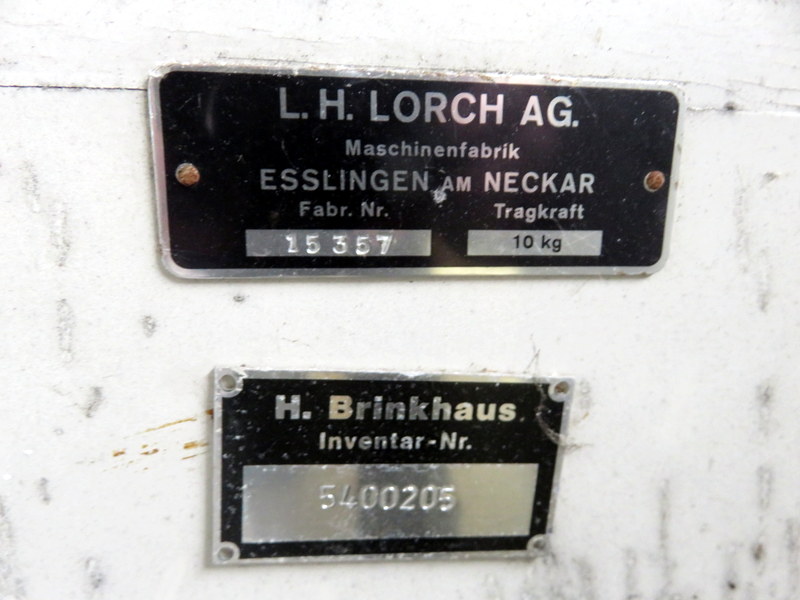 L. H. LORCH AG.
Maschinenfabrik
ESSLINGEN AM NECKAR
Fabr. Nr. Tragkraft
15357 10 kg
H. Brinkhaus
Inventar-Nr.
5400205